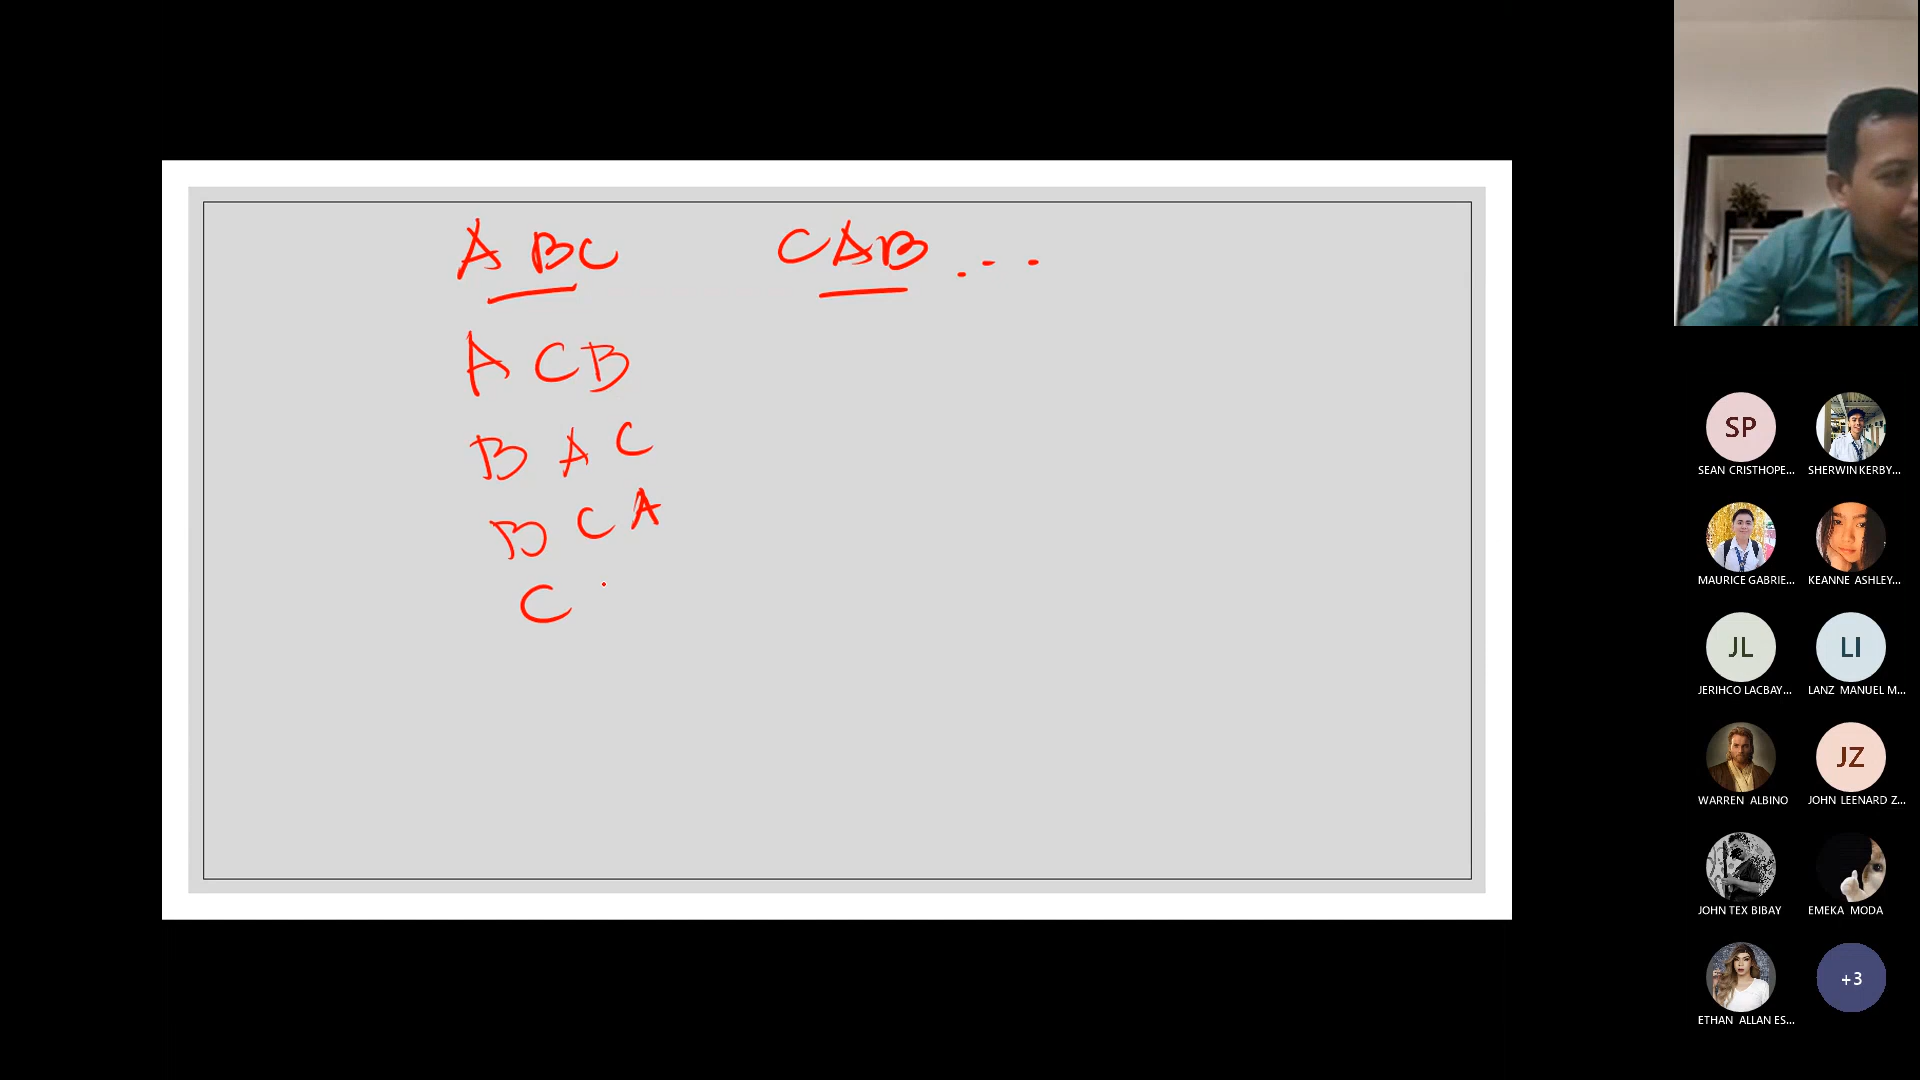 ABC CAB...
ACB
BAC
BCA
C
SP
SEAN CRISTHOPE... SHERWIN KERBY...
MAURICE GABRIE... KEANNE ASHLEY...
JL LI
JERIHCO LACBAY... LANZ MANUEL M...
JZ
WARREN ALBINO JOHN LEENARD Z...
JOHN TEX BIBAY EMEKA MODA
+3
ETHAN ALLAN ES...